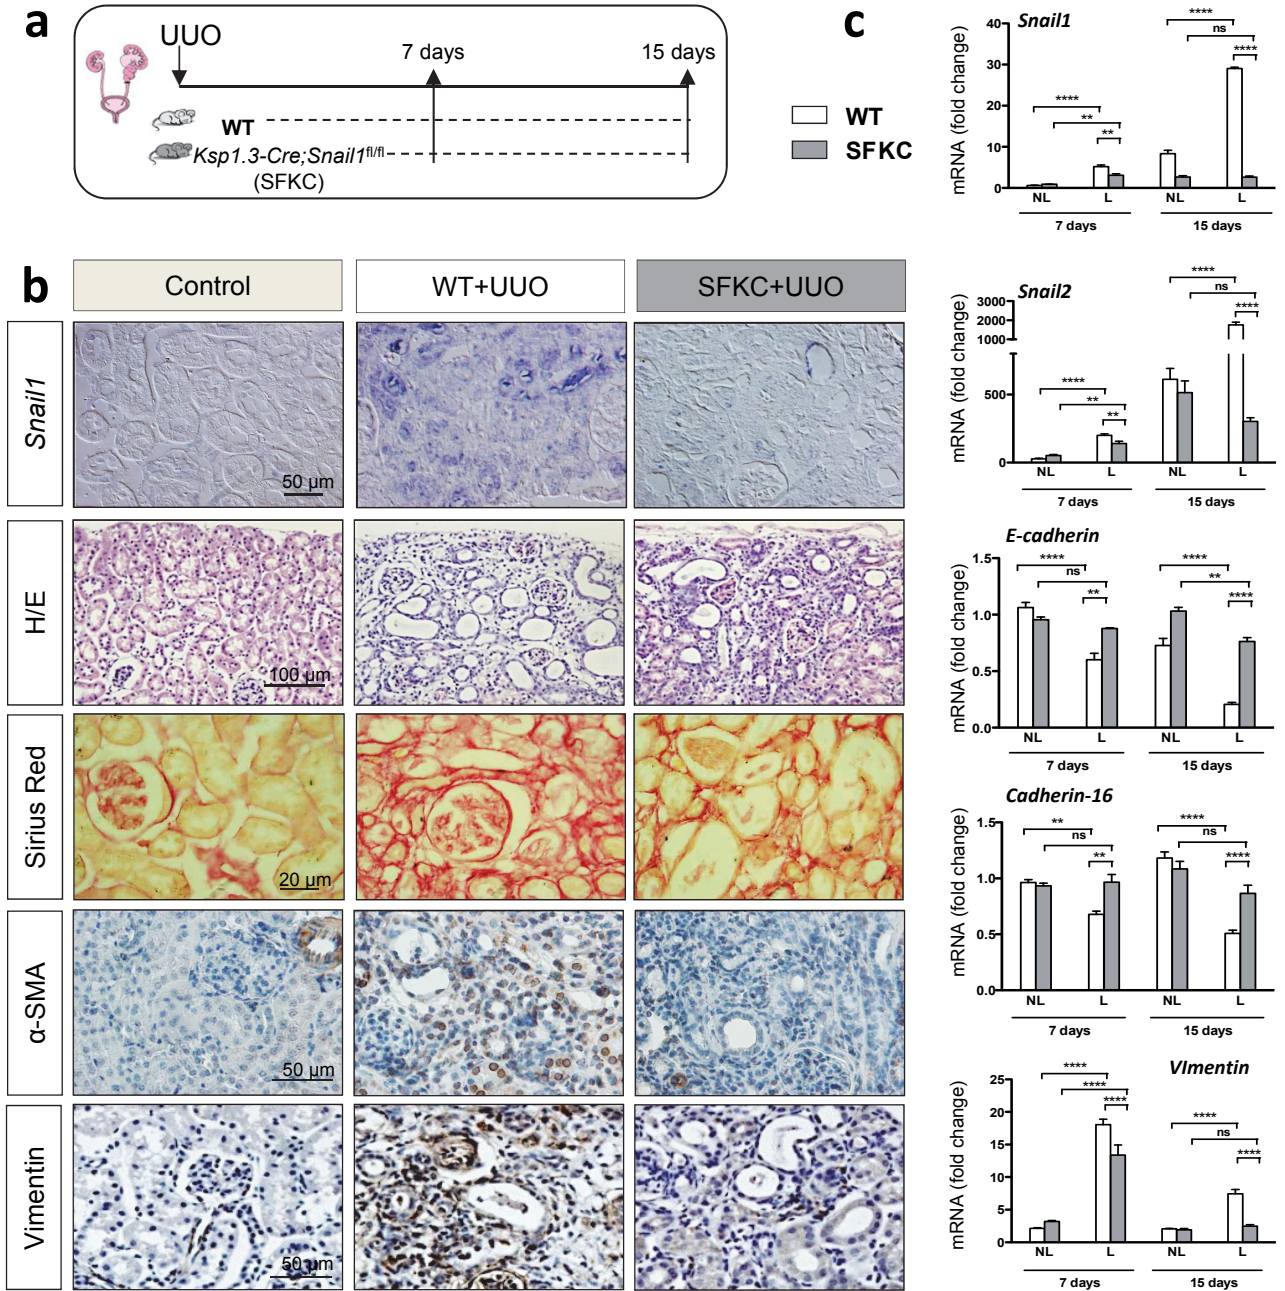 a
UUO
7 days
15 days
WT
Ksp1.3-Cre;Snail1fl/fl
(SFKC)
b
Control
WT+UUO
SFKC+UUO
Snail1
50 µm
H/E
100 µm
Sirius Red
20 µm
α-SMA
50 µm
Vimentin
50 µm
c
WT
SFKC
Snail1
mRNA (fold change)
40
30
20
10
0
****
**
**
****
ns
****
NL
L
NL
L
7 days
15 days
Snail2
mRNA (fold change)
3000
2000
1000
500
0
****
**
**
****
ns
****
NL
L
NL
L
7 days
15 days
E-cadherin
mRNA (fold change)
1.5
1.0
0.5
0.0
****
ns
**
****
**
****
NL
L
NL
L
7 days
15 days
Cadherin-16
mRNA (fold change)
1.5
1.0
0.5
0.0
**
ns
**
****
ns
****
NL
L
NL
L
7 days
15 days
VImentin
mRNA (fold change)
25
20
15
10
5
0
****
****
****
****
ns
****
NL
L
NL
L
7 days
15 days